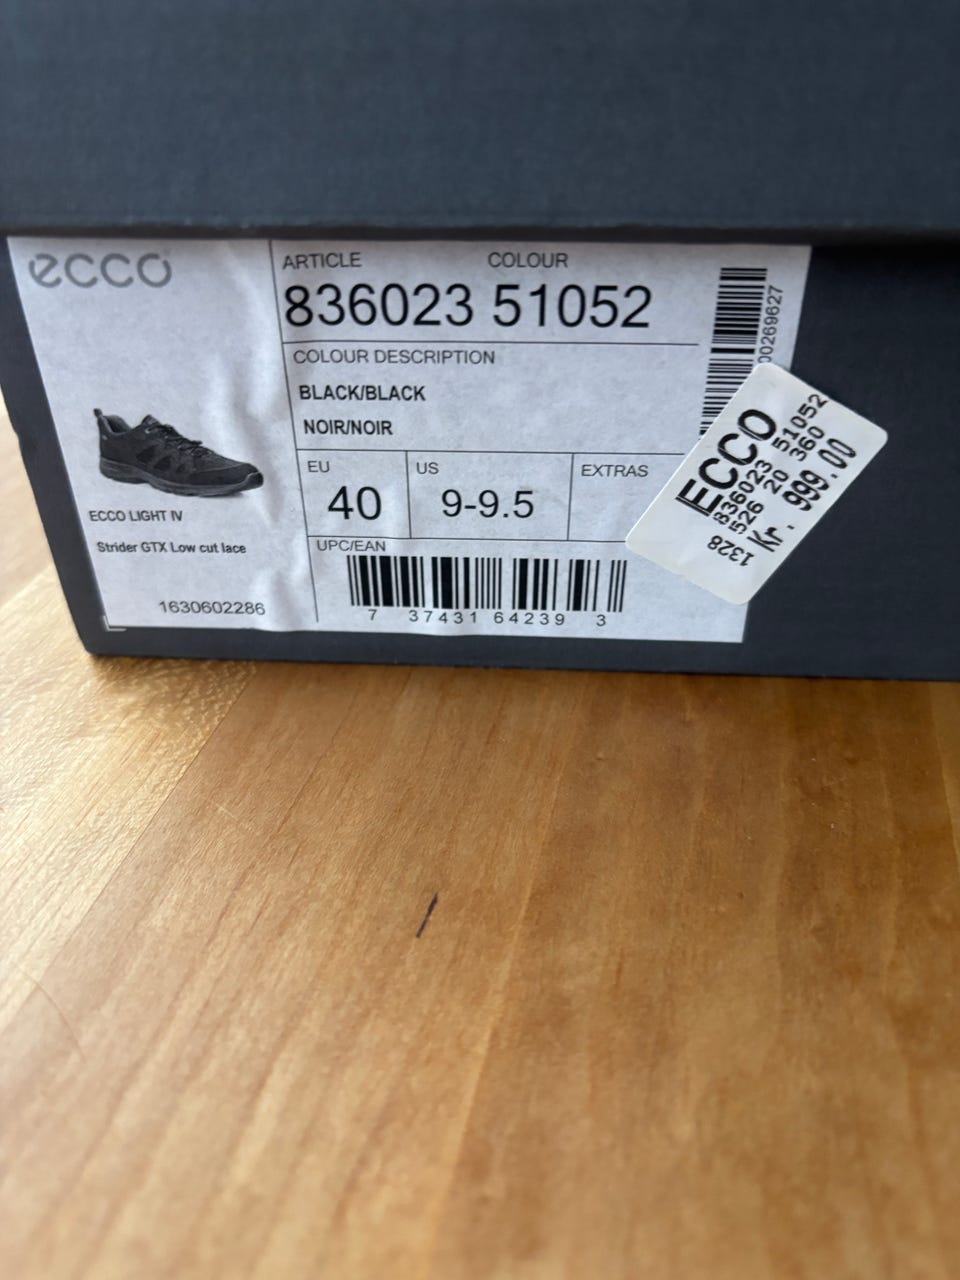 ecco
ARTICLE COLOUR
836023 51052
COLOUR DESCRIPTION
BLACK/BLACK
NOIR/NOIR
EU
40
US
9-9.5
EXTRAS
ECCO LIGHT IV
Strider GTX Low cut lace
1630602286
UPC/EAN
7 37431 64239 3
00269627
ECCO
836023 51052
526 20 360
Kr. 999.00
1328